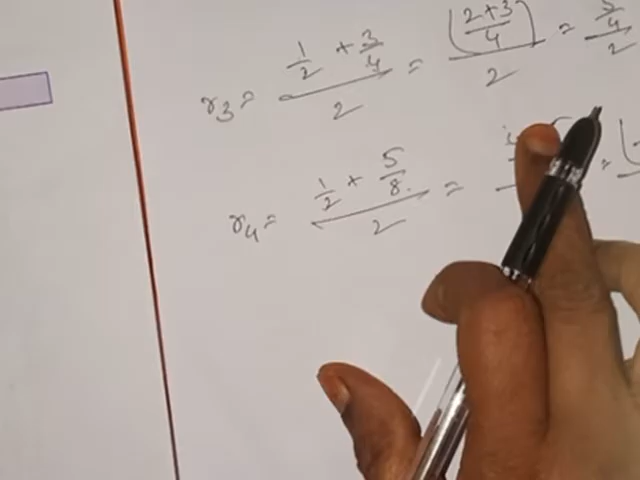 r₃ = (1/2 + 3/4)/2 = ((2+3)/4)/2 = (5/4)/2
r₄ = (1/2 + 5/8)/2 = =